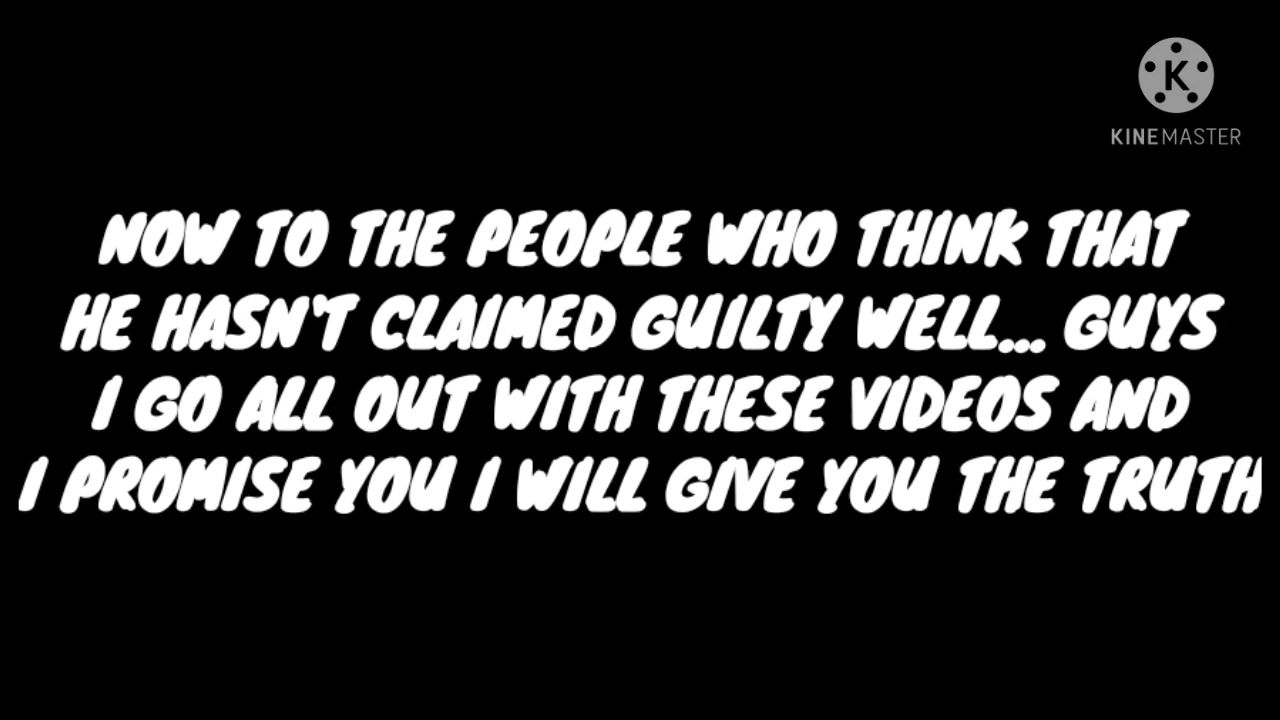 K
KINEMASTER
NOW TO THE PEOPLE WHO THINK THAT
HE HASN'T CLAIMED GUILTY WELL... GUYS
I GO ALL OUT WITH THESE VIDEOS AND
I PROMISE YOU I WILL GIVE YOU THE TRUTH